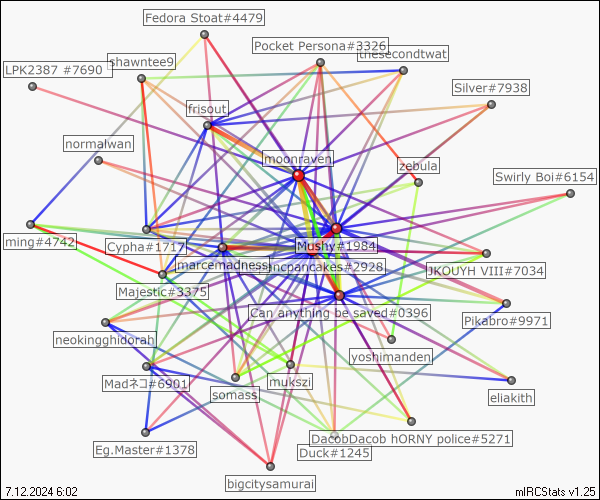 Fedora Stoat#4479
Pocket Persona#3326
thesecondtwat
shawntee9
LPK2387 #7690
Silver#7938
frisout
normalwan
moonraven
zebula
Swirly Boi#6154
ming#4742
Cypha#1717
Mushy#1984
marcemadness
mcpancakes#2928
JKOUYH VIII#7034
Majestic#3375
Can anything be saved#0396
Pikabro#9971
neokingghidorah
yoshimanden
Madネコ#6901
mukszi
somass
eliakith
DacobDacob hORNY police#5271
Eg.Master#1378
Duck#1245
bigcitysamurai
7.12.2024 6:02
mIRCStats v1.25